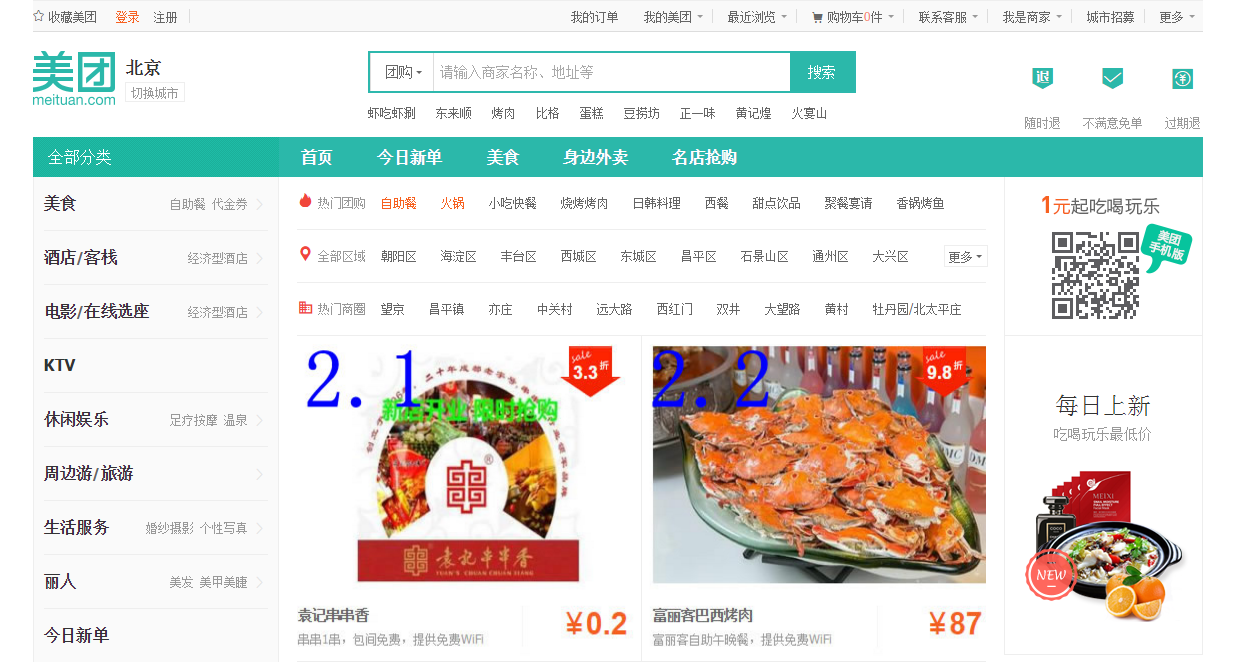 收藏美团 登录 注册 我的订单 我的美团 最近浏览 购物车0件 联系客服 我是商家 城市招募 更多
美团 北京
meituan.com 切换城市
团购 请输入商家名称、地址等 搜索
虾吃虾涮 东来顺 烤肉 比格 蛋糕 豆捞坊 正一味 黄记煌 火宴山
退 ¥
随时退 不满意免单 过期退
全部分类 首页 今日新单 美食 身边外卖 名店抢购
美食 自助餐 代金券
酒店/客栈 经济型酒店
电影/在线选座 经济型酒店
KTV
休闲娱乐 足疗按摩 温泉
周边游/旅游
生活服务 婚纱摄影 个性写真
丽人 美发 美甲美睫
今日新单
热门团购 自助餐 火锅 小吃快餐 烧烤烤肉 日韩料理 西餐 甜点饮品 聚餐宴请 香锅烤鱼
全部区域 朝阳区 海淀区 丰台区 西城区 东城区 昌平区 石景山区 通州区 大兴区 更多
热门商圈 望京 昌平镇 亦庄 中关村 远大路 西红门 双井 大望路 黄村 牡丹园/北太平庄
2.1
sale
3.3折
新店开业 限时抢购
袁记串串香
YUAN'S CHUAN CHUAN XIANG
袁记串串香 ¥0.2
串串1串，包间免费，提供免费WiFi
2.2
sale
9.8折
富丽客巴西烤肉 ¥87
富丽客自助午晚餐，提供免费WiFi
1元起吃喝玩乐
美团
手机版
每日上新
吃喝玩乐最低价
MEIXI
COCO
NEW